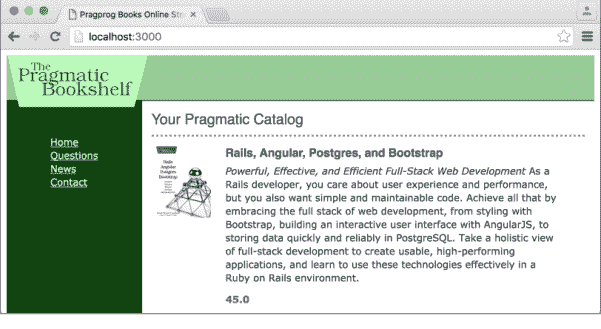 Pragprog Books Online St
localhost:3000
The
Pragmatic
Bookshelf
Your Pragmatic Catalog
Home
Questions
News
Contact
Rails, Angular, Postgres, and Bootstrap
Powerful, Effective, and Efficient Full-Stack Web Development As a
Rails developer, you care about user experience and performance,
but you also want simple and maintainable code. Achieve all that by
embracing the full stack of web development, from styling with
Bootstrap, building an interactive user interface with AngularJS, to
storing data quickly and reliably in PostgreSQL. Take a holistic view
of full-stack development to create usable, high-performing
applications, and learn to use these technologies effectively in a
Ruby on Rails environment.
45.0
Rails
Angular
Postgres
Bootstrap